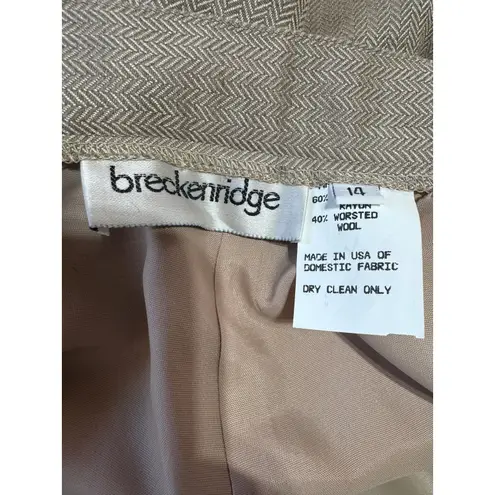 breckenridge
14
60% RAYON
40% WORSTED
WOOL
MADE IN USA OF
DOMESTIC FABRIC
DRY CLEAN ONLY